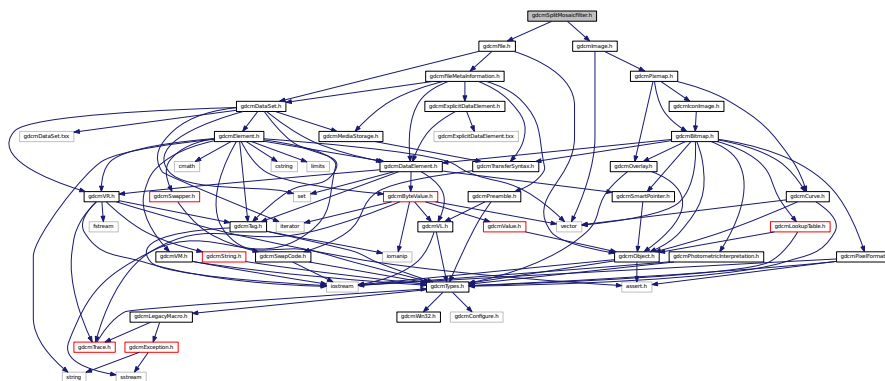 gdcmSplitMosaicFilter.h
gdcmFile.h
gdcmImage.h
gdcmFileMetaInformation.h
gdcmPixmap.h
gdcmDataSet.h
gdcmExplicitDataElement.h
gdcmIconImage.h
gdcmDataSet.txx
gdcmElement.h
gdcmMediaStorage.h
gdcmExplicitDataElement.txx
gdcmBitmap.h
cmath
cstring
limits
gdcmDataElement.h
gdcmTransferSyntax.h
gdcmOverlay.h
gdcmVR.h
gdcmSwapper.h
set
gdcmByteValue.h
gdcmPreamble.h
vector
gdcmSmartPointer.h
gdcmCurve.h
fstream
gdcmTag.h
iterator
gdcmVL.h
gdcmValue.h
gdcmLookupTable.h
gdcmVM.h
gdcmString.h
gdcmSwapCode.h
iomanip
gdcmObject.h
gdcmPhotometricInterpretation.h
gdcmPixelFormat.h
iostream
gdcmTypes.h
assert.h
gdcmLegacyMacro.h
gdcmWin32.h
gdcmConfigure.h
gdcmTrace.h
gdcmException.h
string
sstream